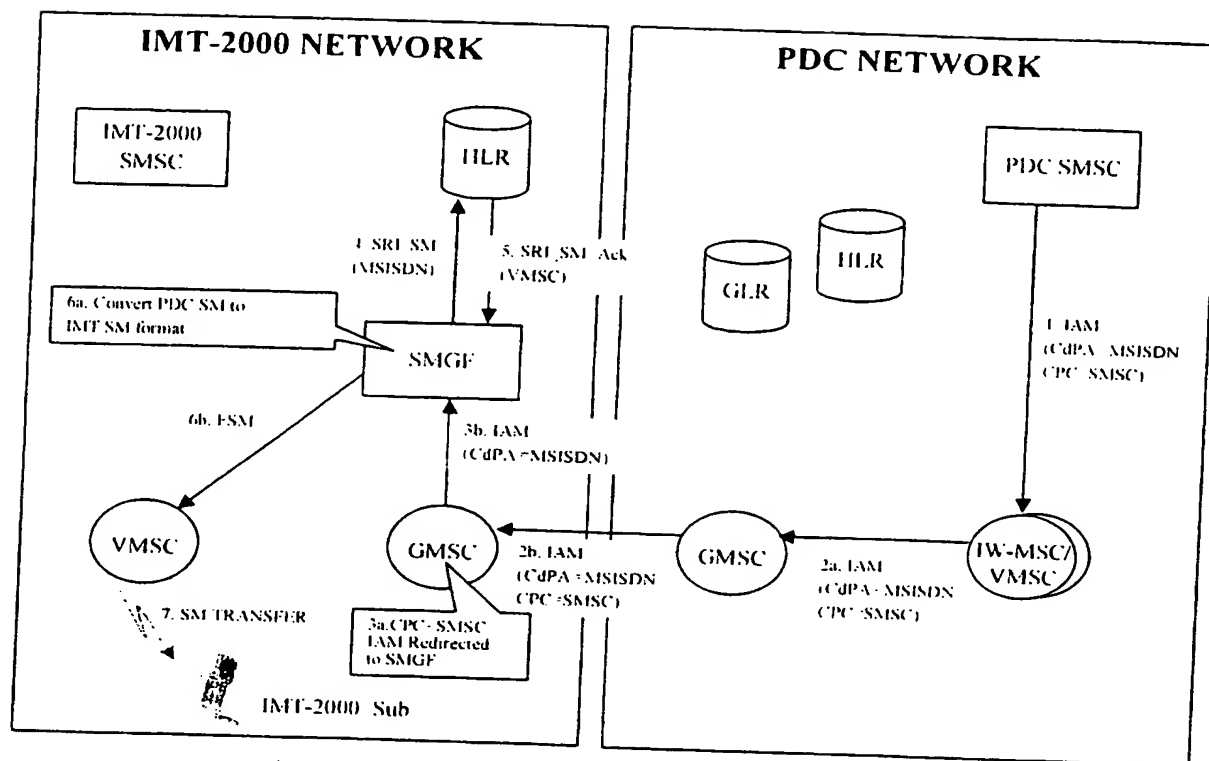 IMT-2000 NETWORK
IMT-2000
SMSC
HLR
4. SRI_SM
(MSISDN)
5. SRI_SM_Ack
(VMSC)
6a. Convert PDC SM to
IMT SM format
SMGF
6b. FSM
3b. IAM
(CdPA =MSISDN)
VMSC
GMSC
2b. IAM
(CdPA =MSISDN
CPC =SMSC)
3a.CPC- SMSC
IAM Redirected
to SMGF
7. SM TRANSFER
IMT-2000 Sub
PDC NETWORK
PDC SMSC
HLR
GLR
1. IAM
(CdPA =MSISDN
CPC =SMSC)
GMSC
IW-MSC/
VMSC
2a. IAM
(CdPA =MSISDN
CPC =SMSC)